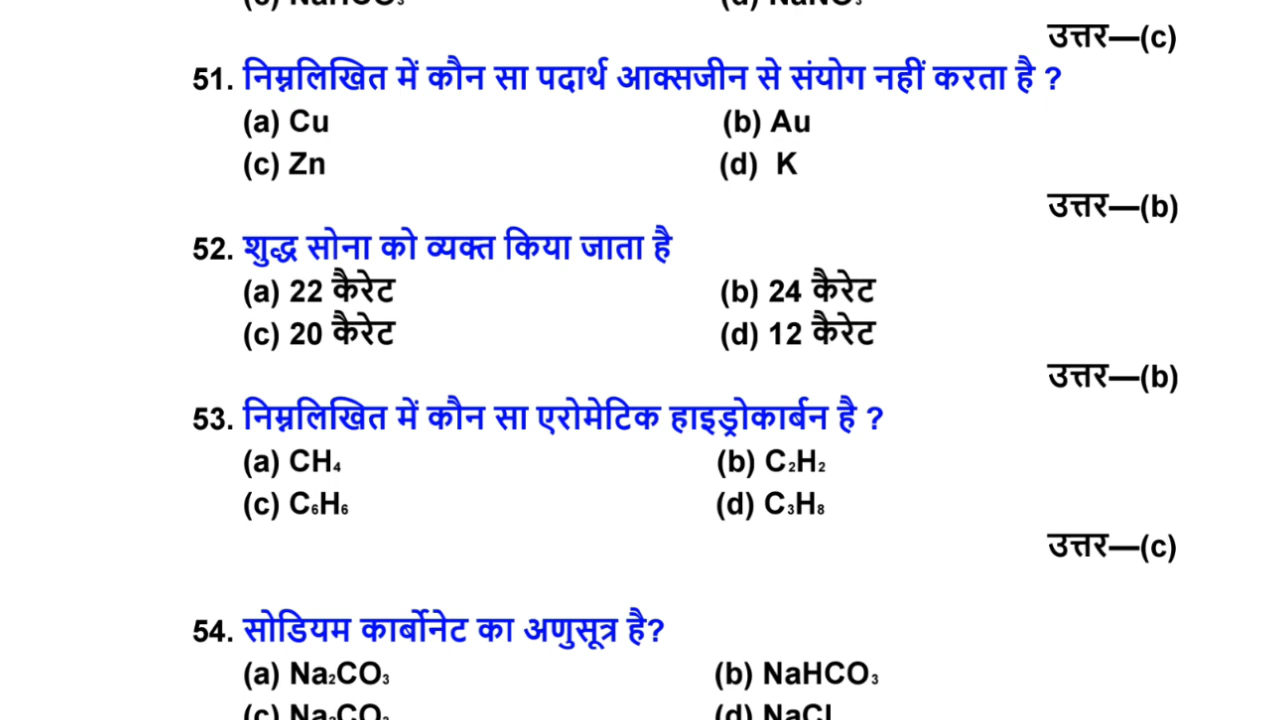 उत्तर—(c)
51. निम्नलिखित में कौन सा पदार्थ आक्सजीन से संयोग नहीं करता है ?
(a) Cu (b) Au
(c) Zn (d) K
उत्तर—(b)
52. शुद्ध सोना को व्यक्त किया जाता है
(a) 22 कैरेट (b) 24 कैरेट
(c) 20 कैरेट (d) 12 कैरेट
उत्तर—(b)
53. निम्नलिखित में कौन सा एरोमेटिक हाइड्रोकार्बन है ?
(a) CH₄ (b) C₂H₂
(c) C₆H₆ (d) C₃H₈
उत्तर—(c)
54. सोडियम कार्बोनेट का अणुसूत्र है?
(a) Na₂CO₃ (b) NaHCO₃